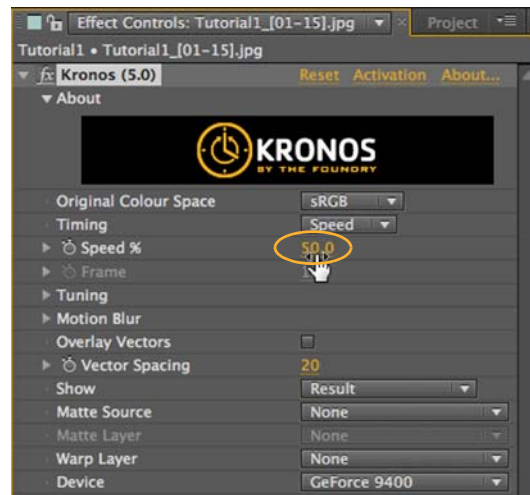 Effect Controls: Tutorial1_[01-15].jpg Project
Tutorial1 • Tutorial1_[01-15].jpg
fx Kronos (5.0) Reset Activation About...
About
KRONOS
BY THE FOUNDRY
Original Colour Space sRGB
Timing Speed
Speed % 50.0
Frame
Tuning
Motion Blur
Overlay Vectors
Vector Spacing 20
Show Result
Matte Source None
Matte Layer None
Warp Layer None
Device GeForce 9400